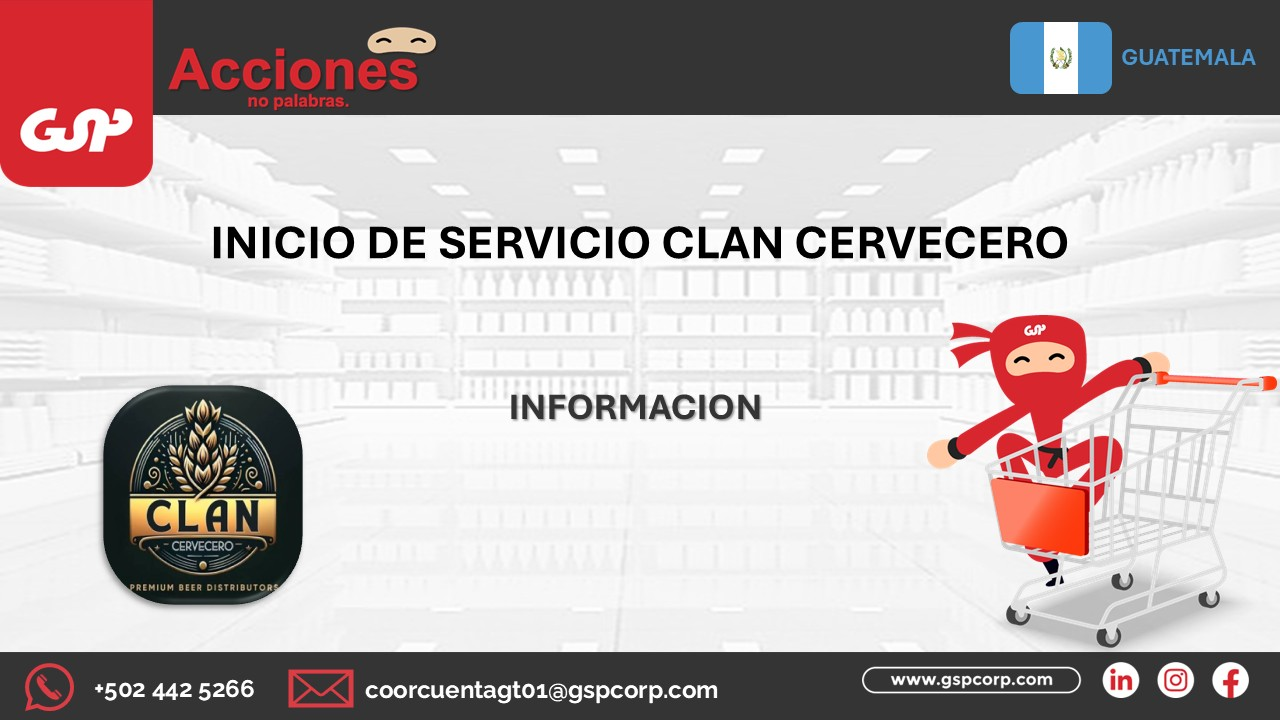 GSP
Acciones
no palabras.
GUATEMALA
INICIO DE SERVICIO CLAN CERVECERO
GSP
INFORMACION
CLAN
CERVECERO
PREMIUM BEER DISTRIBUTORS
+502 442 5266
coorcuentagt01@gspcorp.com
www.gspcorp.com
in
f